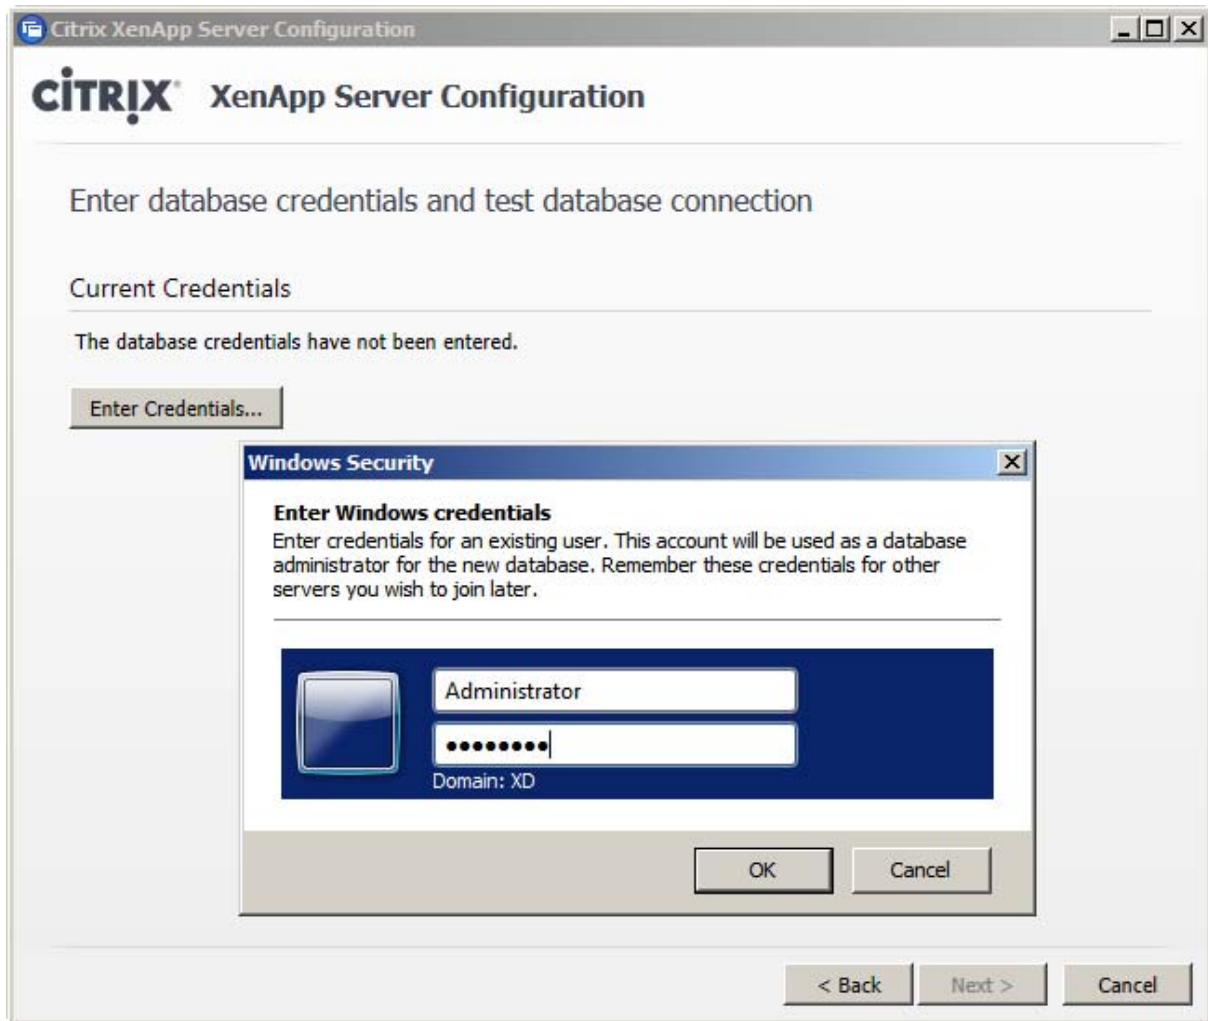 Citrix XenApp Server Configuration
CİTRIX XenApp Server Configuration
Enter database credentials and test database connection
Current Credentials
The database credentials have not been entered.
Enter Credentials...
Windows Security
Enter Windows credentials
Enter credentials for an existing user. This account will be used as a database
administrator for the new database. Remember these credentials for other
servers you wish to join later.
Administrator
●●●●●●●●
Domain: XD
OK Cancel
< Back Next > Cancel